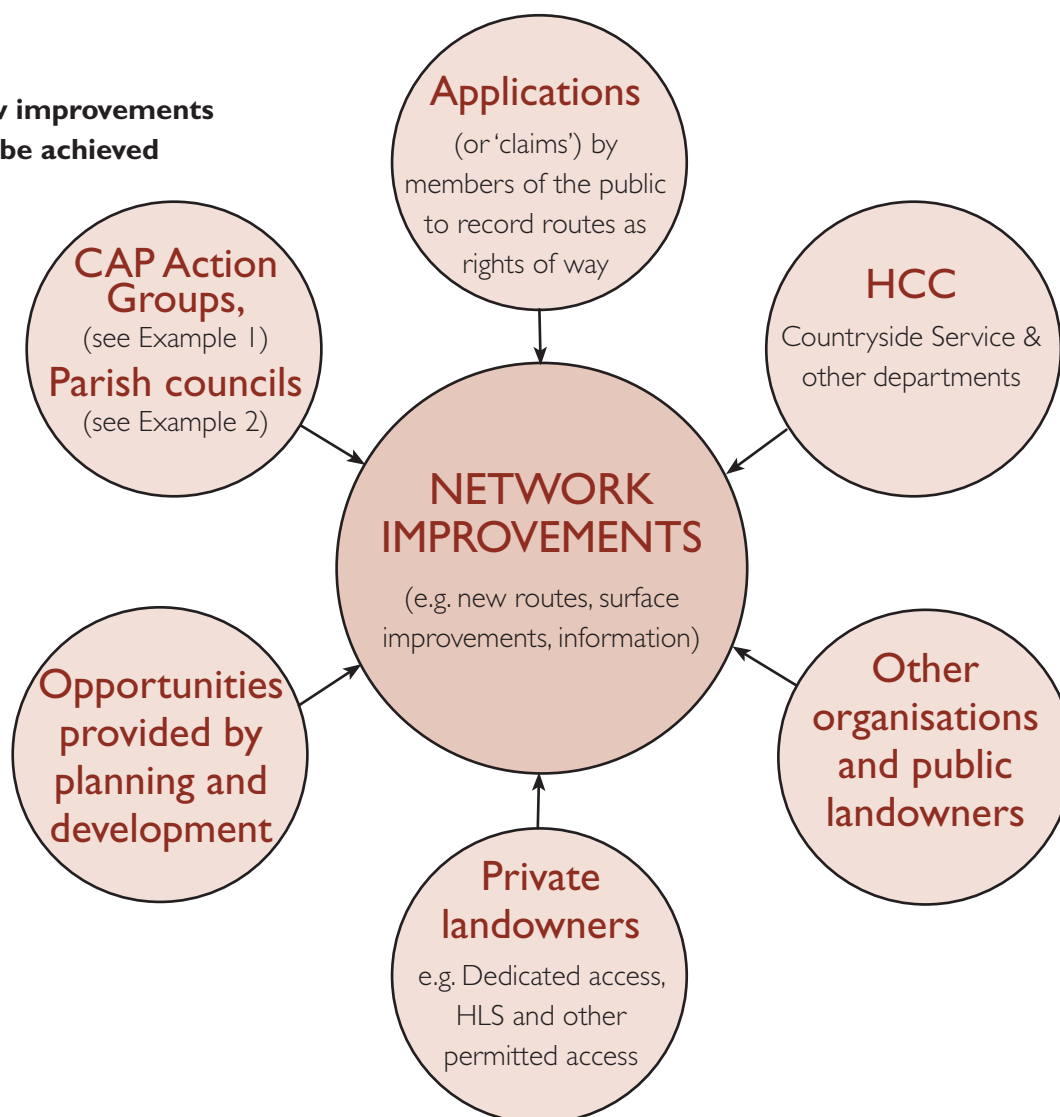 improvements
be achieved
Applications
(or ‘claims’) by
members of the public
to record routes as
rights of way
CAP Action
Groups,
(see Example 1)
Parish councils
(see Example 2)
HCC
Countryside Service &
other departments
NETWORK
IMPROVEMENTS
(e.g. new routes, surface
improvements, information)
Opportunities
provided by
planning and
development
Other
organisations
and public
landowners
Private
landowners
e.g. Dedicated access,
HLS and other
permitted access